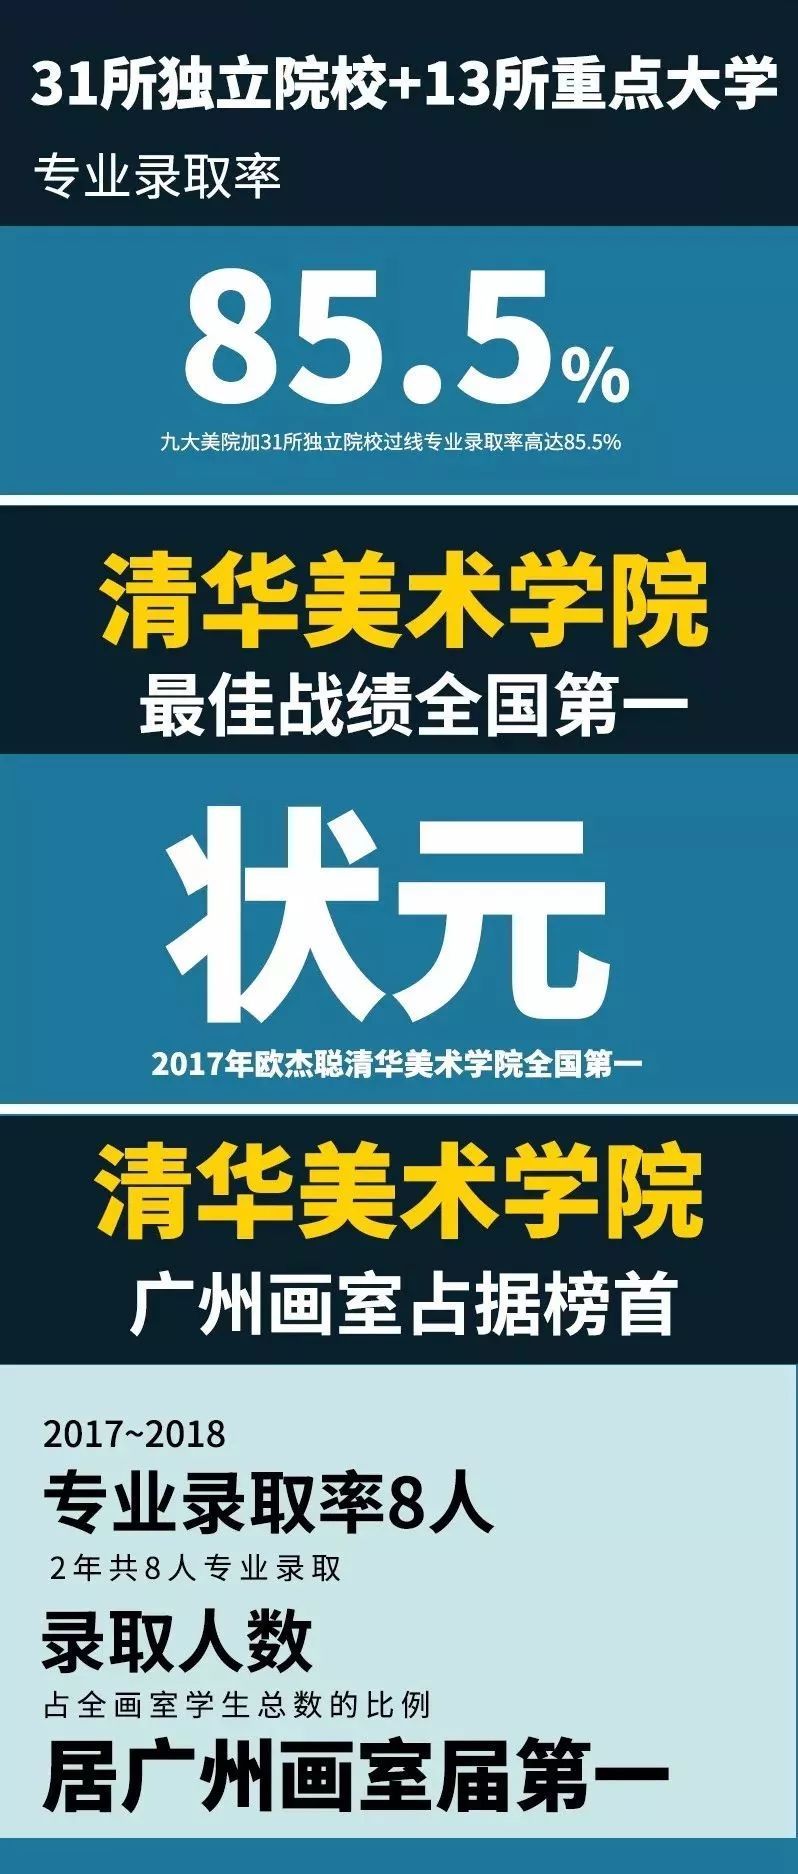 31所独立院校+13所重点大学
专业录取率
85.5%
九大美院加31所独立院校过线专业录取率高达85.5%
清华美术学院
最佳战绩全国第一
状元
2017年欧杰聪清华美术学院全国第一
清华美术学院
广州画室占据榜首
2017~2018
专业录取率8人
2年共8人专业录取
录取人数
占全画室学生总数的比例
居广州画室届第一